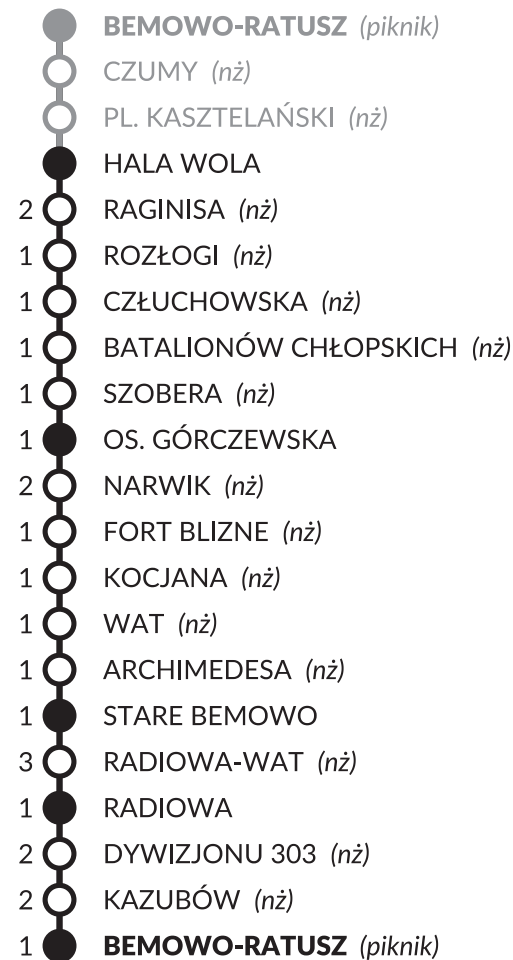 BEMOWO-RATUSZ (piknik)
CZUMY (nż)
PL. KASZTELAŃSKI (nż)
HALA WOLA
2 RAGINISA (nż)
1 ROZŁOGI (nż)
1 CZŁUCHOWSKA (nż)
1 BATALIONÓW CHŁOPSKICH (nż)
1 SZOBERA (nż)
1 OS. GÓRCZEWSKA
2 NARWIK (nż)
1 FORT BLIZNE (nż)
1 KOCJANA (nż)
1 WAT (nż)
1 ARCHIMEDESA (nż)
1 STARE BEMOWO
3 RADIOWA-WAT (nż)
1 RADIOWA
2 DYWIZJONU 303 (nż)
2 KAZUBÓW (nż)
1 BEMOWO-RATUSZ (piknik)